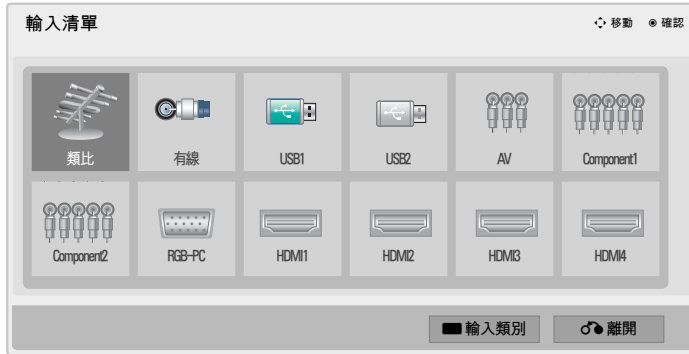 輸入清單
移動 確認
類比 有線 USB1 USB2 AV Component1
Component2 RGB-PC HDMI1 HDMI2 HDMI3 HDMI4
輸入類別 離開